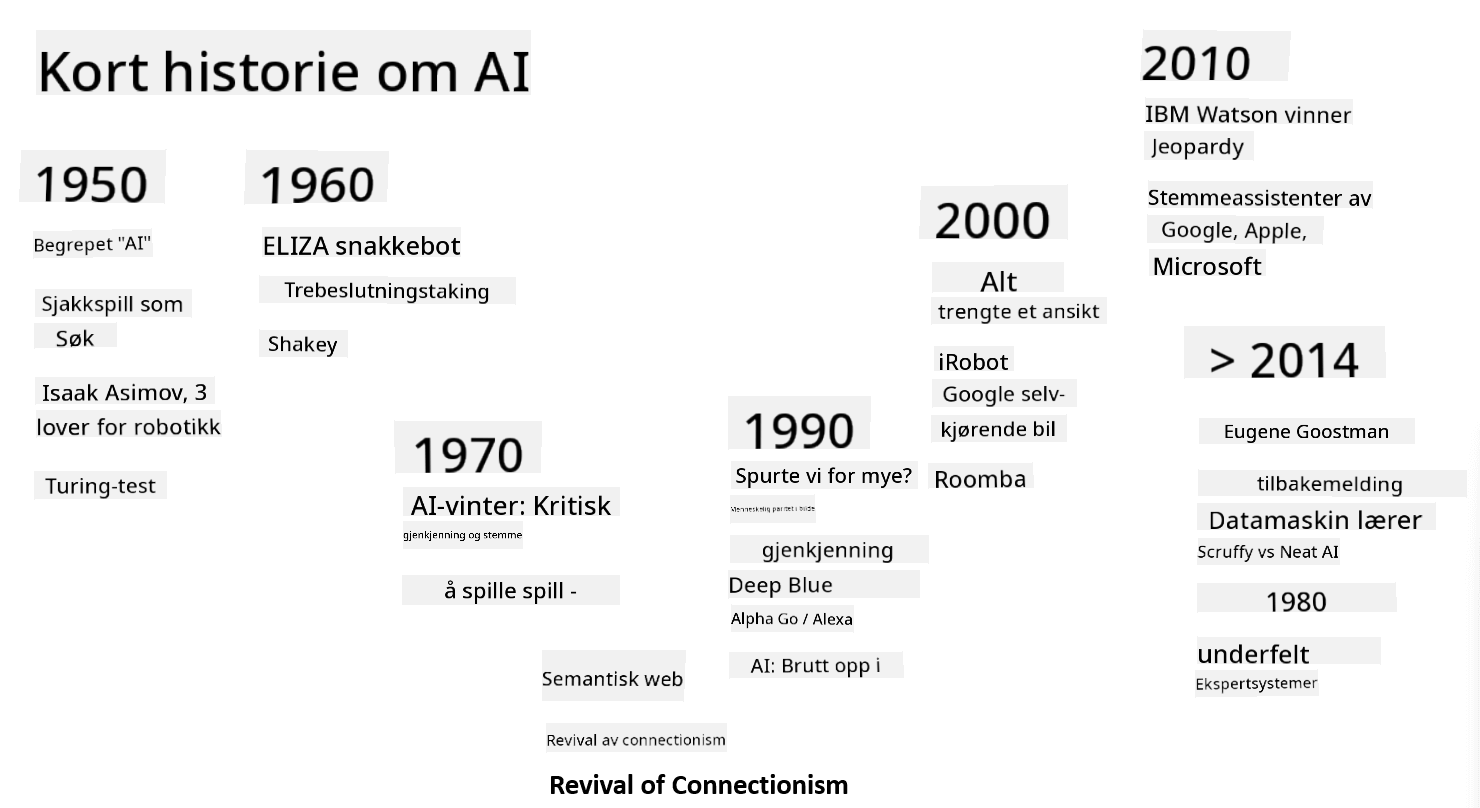 Kort historie om AI
1950
Begrepet "AI"
Sjakkspill som
Søk
Isaak Asimov, 3
lover for robotikk
Turing-test
1960
ELIZA snakkebot
Trebeslutningstaking
Shakey
1970
AI-vinter: Kritisk
gjenkjenning og stemme
å spille spill -
Semantisk web
Revival av connectionism
Revival of Connectionism
1990
Spurte vi for mye?
Menneskelig paritet i bilde
gjenkjenning
Deep Blue
Alpha Go / Alexa
AI: Brutt opp i
2000
Alt
trengte et ansikt
iRobot
Google selv-
kjørende bil
Roomba
2010
IBM Watson vinner
Jeopardy
Stemmeassistenter av
Google, Apple,
Microsoft
> 2014
Eugene Goostman
tilbakemelding
Datamaskin lærer
Scruffy vs Neat AI
1980
underfelt
Ekspertsystemer